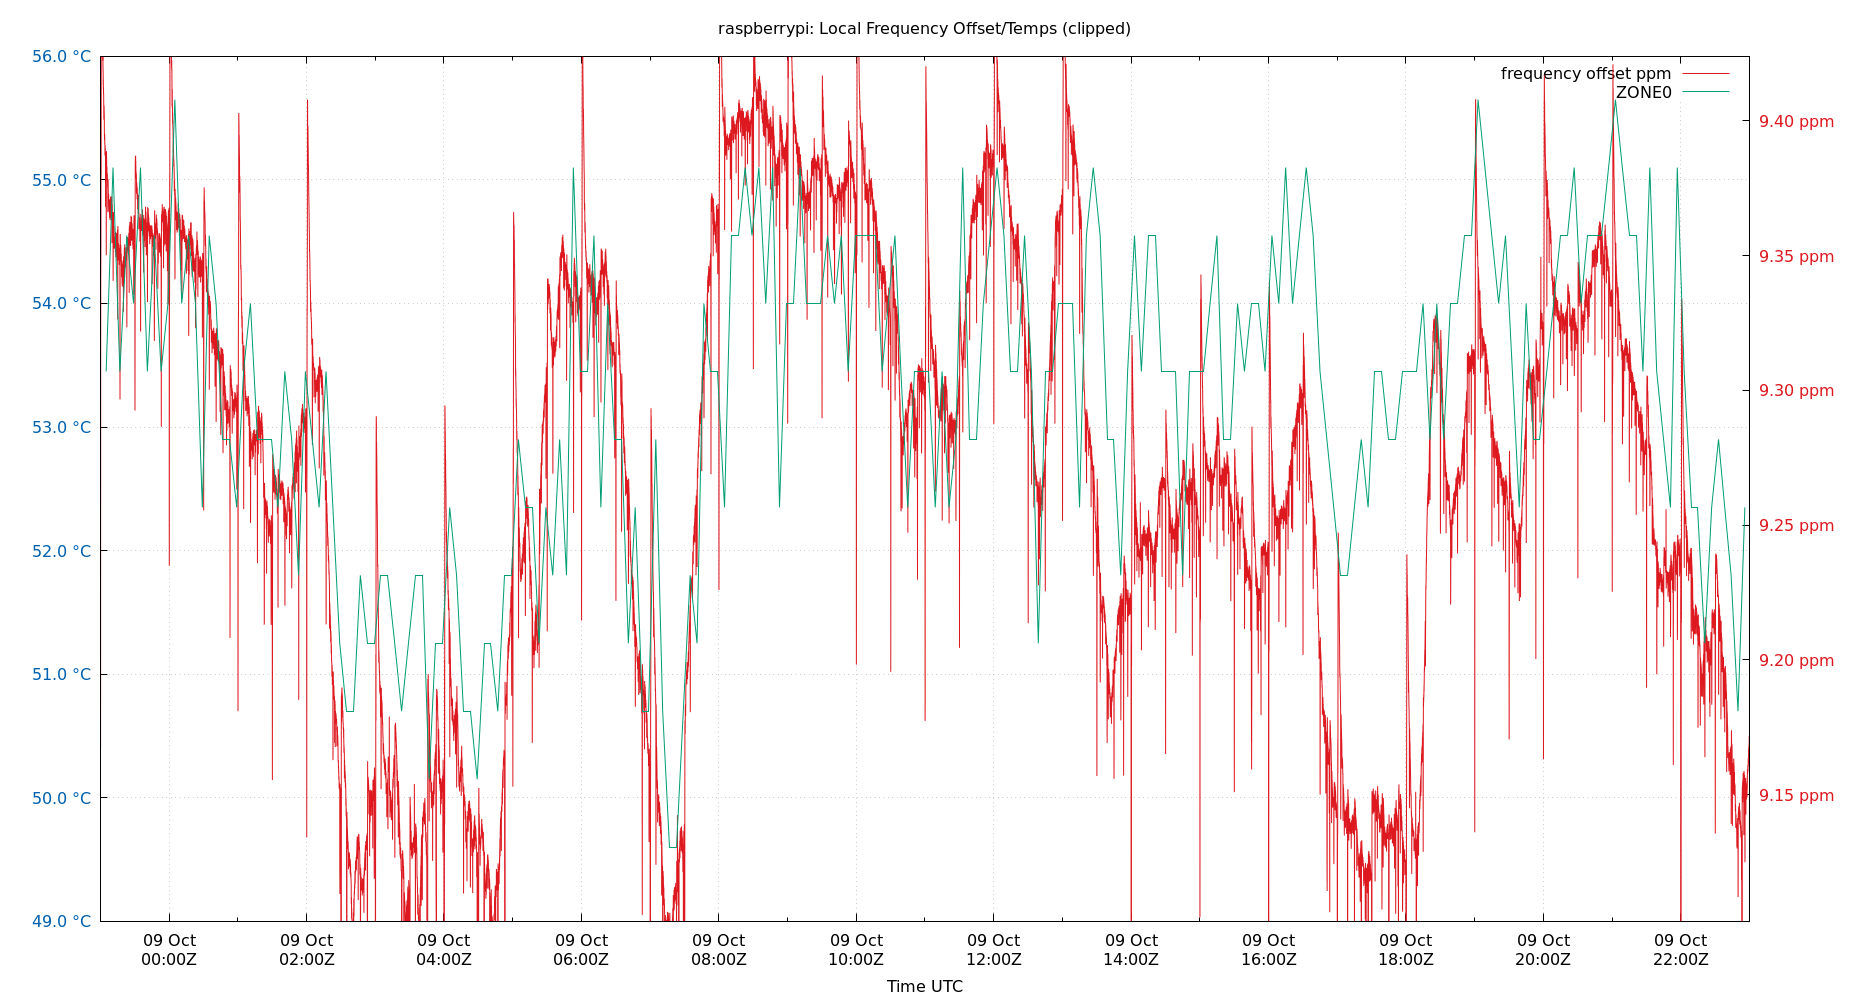 raspberrypi: Local Frequency Offset/Temps (clipped)
56.0 °C
55.0 °C
54.0 °C
53.0 °C
52.0 °C
51.0 °C
50.0 °C
49.0 °C
frequency offset ppm
ZONE0
9.40 ppm
9.35 ppm
9.30 ppm
9.25 ppm
9.20 ppm
9.15 ppm
09 Oct
00:00Z
09 Oct
02:00Z
09 Oct
04:00Z
09 Oct
06:00Z
09 Oct
08:00Z
09 Oct
10:00Z
09 Oct
12:00Z
09 Oct
14:00Z
09 Oct
16:00Z
09 Oct
18:00Z
09 Oct
20:00Z
09 Oct
22:00Z
Time UTC